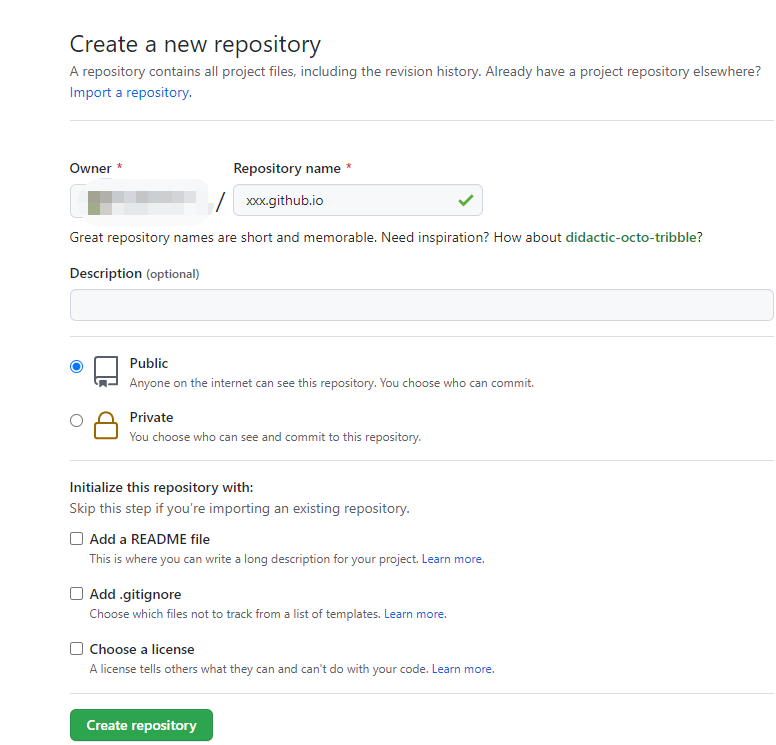 Create a new repository
A repository contains all project files, including the revision history. Already have a project repository elsewhere?
Import a repository.
Owner * Repository name *
/ xxx.github.io
Great repository names are short and memorable. Need inspiration? How about didactic-octo-tribble?
Description (optional)
Public
Anyone on the internet can see this repository. You choose who can commit.
Private
You choose who can see and commit to this repository.
Initialize this repository with:
Skip this step if you're importing an existing repository.
Add a README file
This is where you can write a long description for your project. Learn more.
Add .gitignore
Choose which files not to track from a list of templates. Learn more.
Choose a license
A license tells others what they can and can't do with your code. Learn more.
Create repository